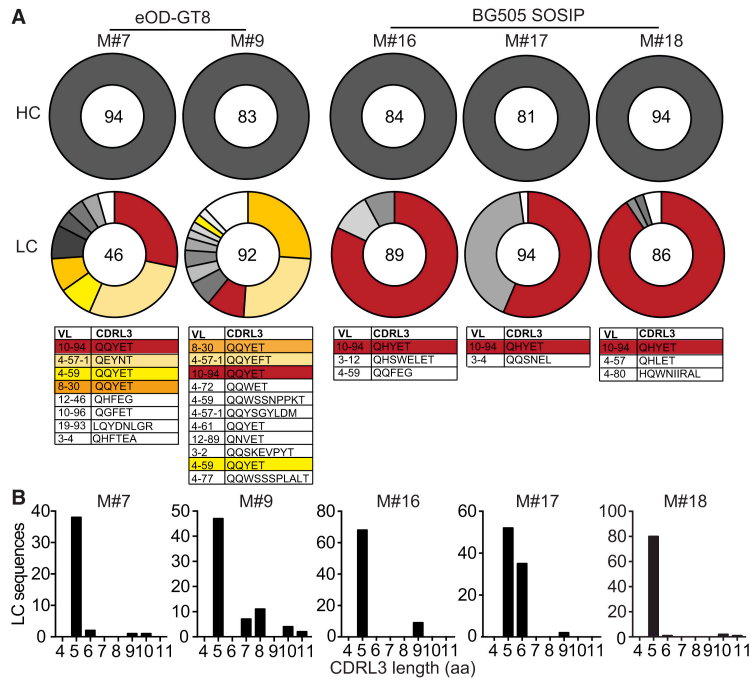 A
eOD-GT8
BG505 SOSIP
M#7 M#9 M#16 M#17 M#18
HC 94 83 84 81 94
LC 46 92 89 94 86
VL CDRL3
10-94 QQYET
4-57-1 QEYNT
4-59 QQYET
8-30 QQYET
12-46 QHFEG
10-96 QGFET
19-93 LQYDNLGR
3-4 QHFTEA
VL CDRL3
8-30 QQYET
4-57-1 QQYEFT
10-94 QQYET
4-72 QQWET
4-59 QQWSSNPPKT
4-57-1 QQYSGYLDM
4-61 QQYET
12-89 QNVET
3-2 QQSKEVPYT
4-59 QQYET
4-77 QQWSSSPLALT
VL CDRL3
10-94 QHYET
3-12 QHSWELET
4-59 QQFEG
VL CDRL3
10-94 QHYET
3-4 QQSNEL
VL CDRL3
10-94 QHYET
4-57 QHLET
4-80 HQWNIIRAL
B
M#7 M#9 M#16 M#17 M#18
LC sequences
40
30
20
10
0
4 5 6 7 8 9 10 11
50
40
30
20
10
0
4 5 6 7 8 9 10 11
80
60
40
20
0
4 5 6 7 8 9 10 11
60
40
20
0
4 5 6 7 8 9 10 11
100
80
60
40
20
0
4 5 6 7 8 9 10 11
CDRL3 length (aa)